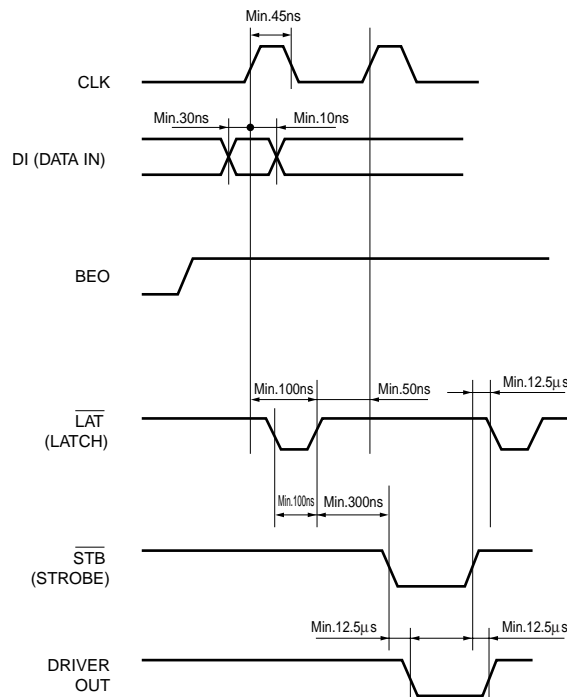 Min.45ns
CLK
Min.30ns Min.10ns
DI (DATA IN)
BEO
Min.100ns Min.50ns Min.12.5µs
LAT
(LATCH)
Min.100ns Min.300ns
STB
(STROBE)
Min.12.5µs Min.12.5µs
DRIVER
OUT